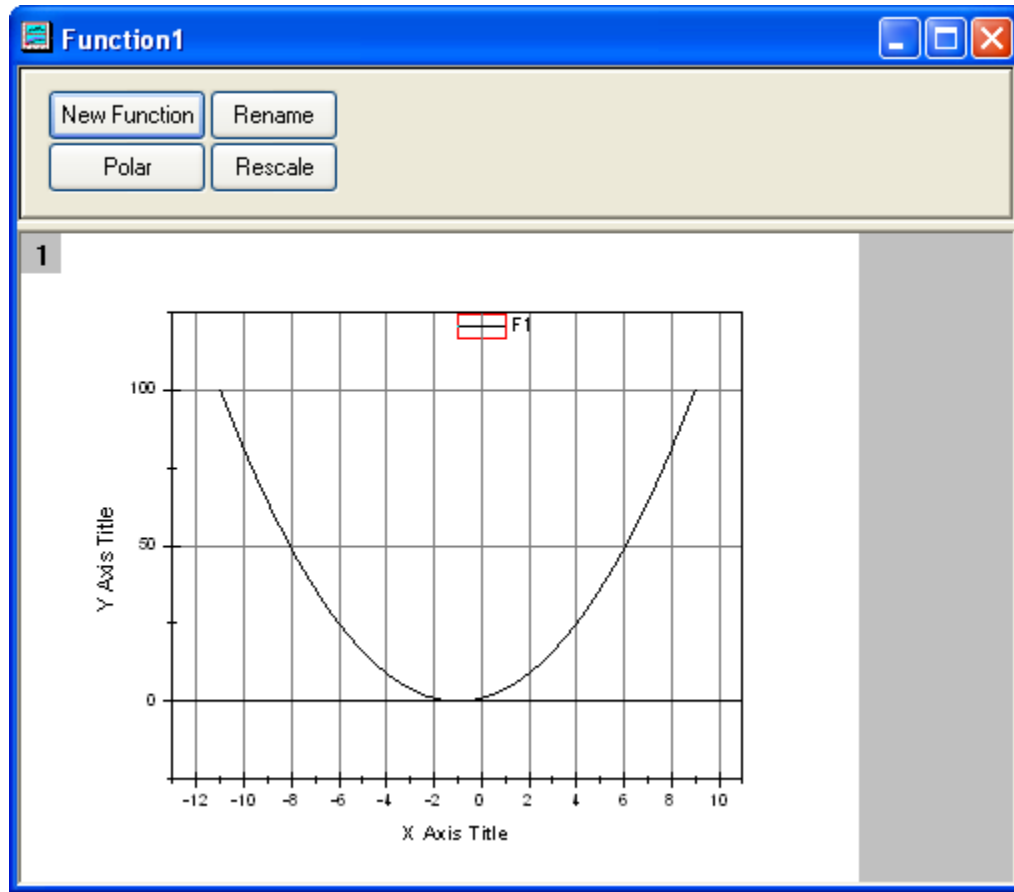 Function1
New Function Rename
Polar Rescale
1
F1
100
50
0
Y Axis Title
-12 -10 -8 -6 -4 -2 0 2 4 6 8 10
X Axis Title